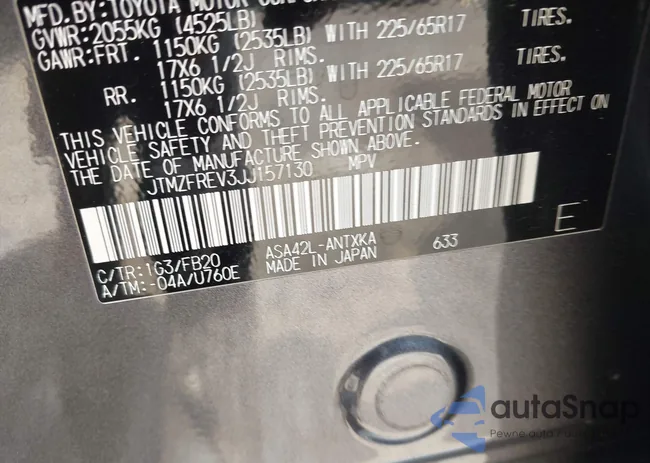 MFD.BY: TOYOTA MOTOR
GVWR: 2055KG (4525LB)
GAWR: FRT. 1150KG (2535LB) WITH 225/65R17 TIRES.
17X6 1/2J RIMS.
RR. 1150KG (2535LB) WITH 225/65R17 TIRES.
17X6 1/2J RIMS.
THIS VEHICLE CONFORMS TO ALL APPLICABLE FEDERAL MOTOR
VEHICLE SAFETY AND THEFT PREVENTION STANDARDS IN EFFECT ON
THE DATE OF MANUFACTURE SHOWN ABOVE.
JTMZFREV3JJ157130 MPV
E
C/TR: 1G3/FB20 ASA42L-ANTXKA 633
A/TM: -04A/U760E MADE IN JAPAN
autoSnap
Pewne auto z